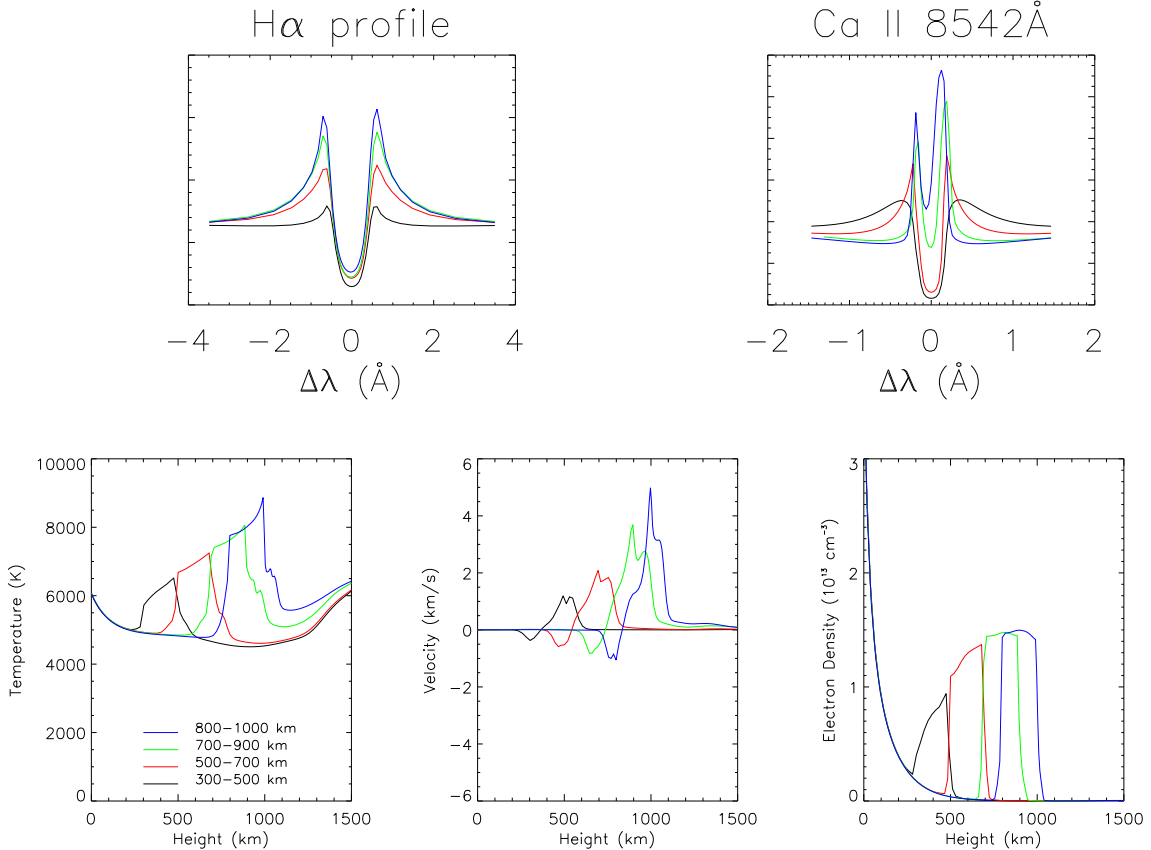 Hα profile
Ca II 8542Å
−4 −2 0 2 4
Δλ (Å)
−2 −1 0 1 2
Δλ (Å)
10000
8000
6000
4000
2000
0
Temperature (K)
800−1000 km
700−900 km
500−700 km
300−500 km
0 500 1000 1500
Height (km)
6
4
2
0
−2
−4
−6
Velocity (km/s)
0 500 1000 1500
Height (km)
3
2
1
0
Electron Density (10¹³ cm⁻³)
0 500 1000 1500
Height (km)